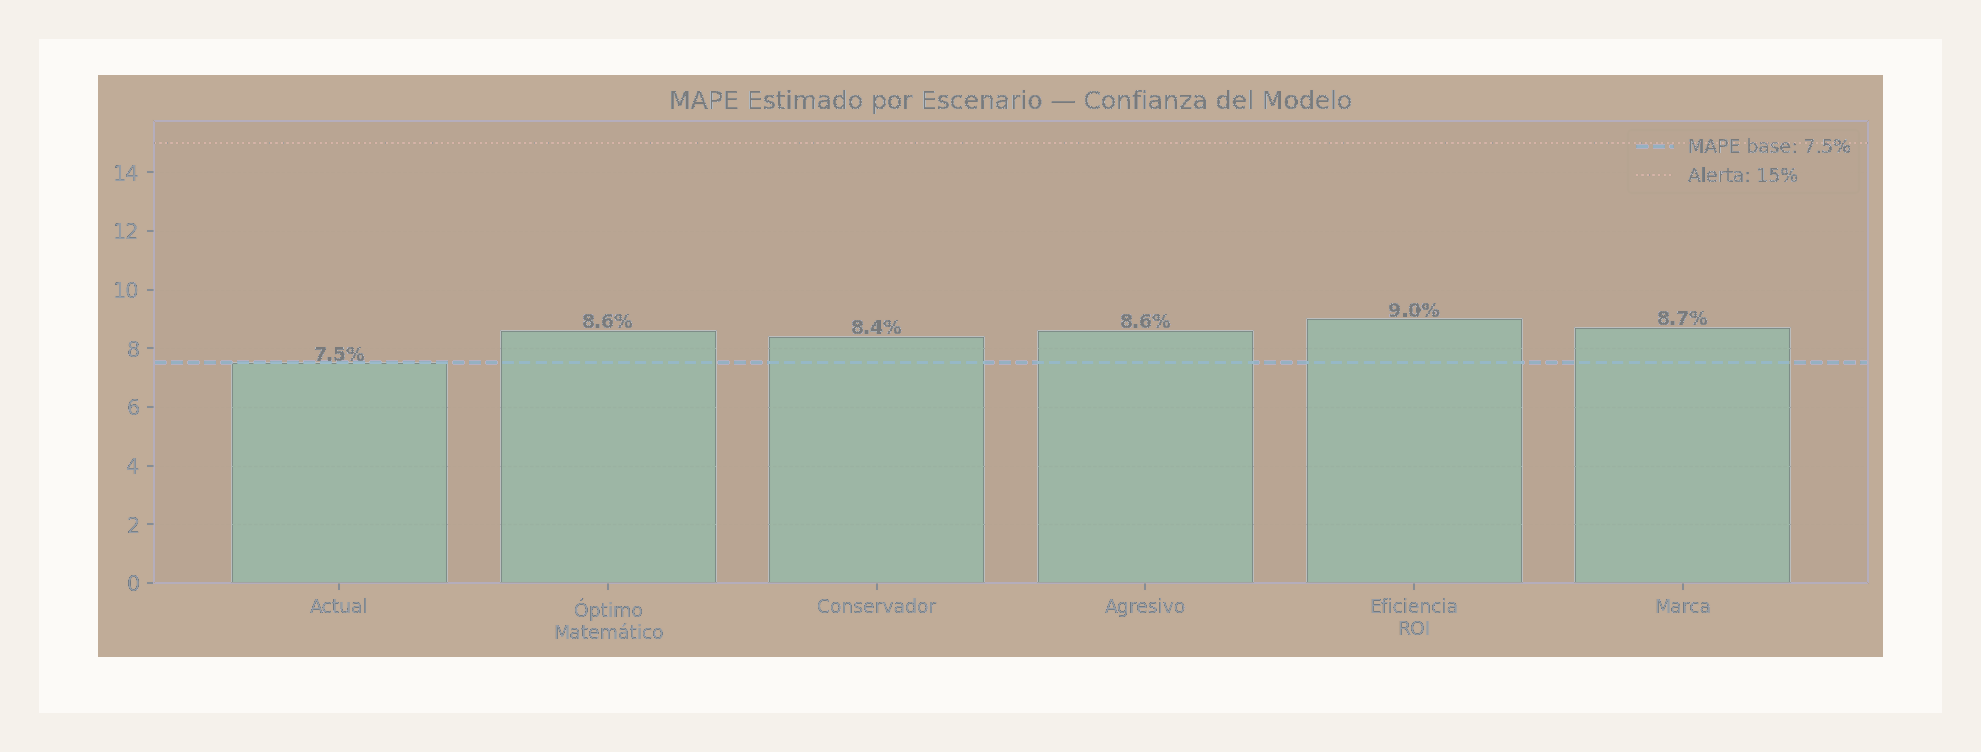 MAPE Estimado por Escenario — Confianza del Modelo
MAPE base: 7.5%
Alerta: 15%
14
12
10
8
6
4
2
0
7.5%
8.6%
8.4%
8.6%
9.0%
8.7%
Actual
Óptimo
Matemático
Conservador
Agresivo
Eficiencia
ROI
Marca